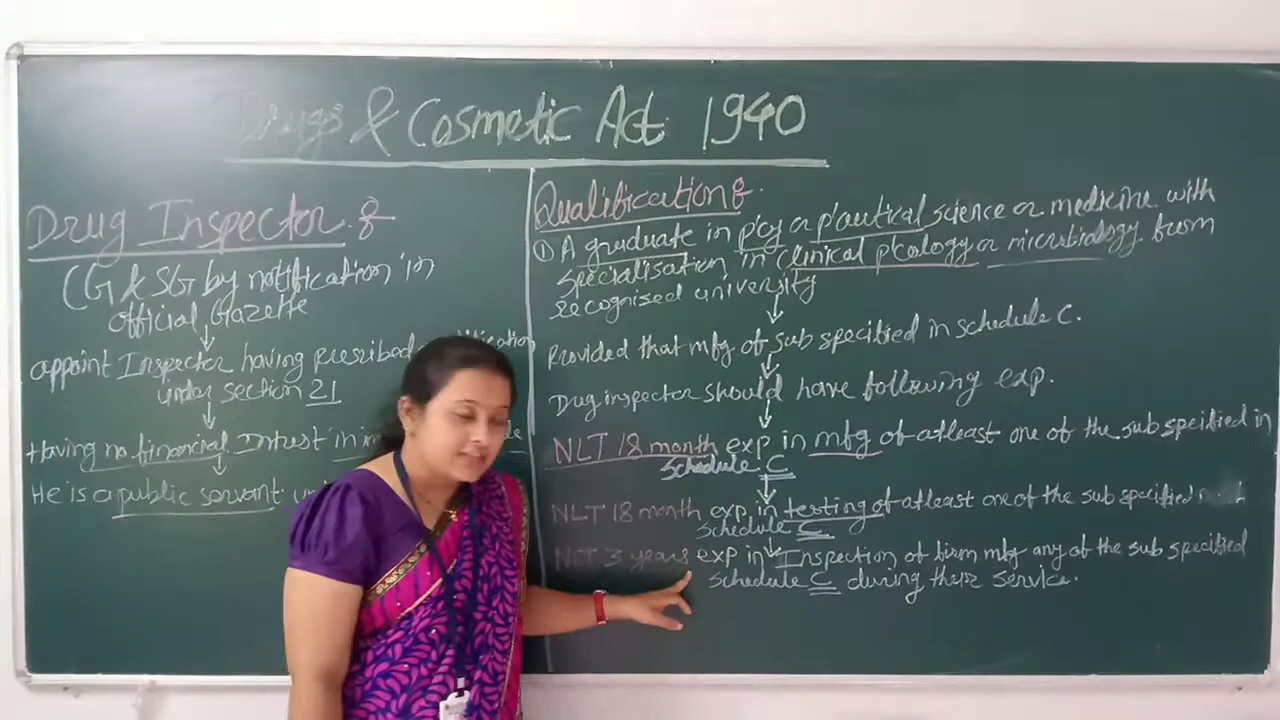 Drugs & Cosmetic Act 1940
Drug Inspector :
CG & SG by notification in
official Gazette
appoint Inspector having prescribed
under section 21
Having no financial Intrest in
He is a public servant
Qualification :
① A graduate in p'cy or p'ceutical science or medicine with
specialisation in clinical p'cology or microbiology from
recognised university
Provided that mfg of sub specified in schedule C.
Drug inspector should have following exp.
NLT 18 month exp in mfg of atleast one of the sub specified in
Schedule C
NLT 18 month exp in testing of atleast one of the sub specified
Schedule C
NLT 3 years exp in Inspection of firm mfg any of the sub specified
Schedule C during their service.